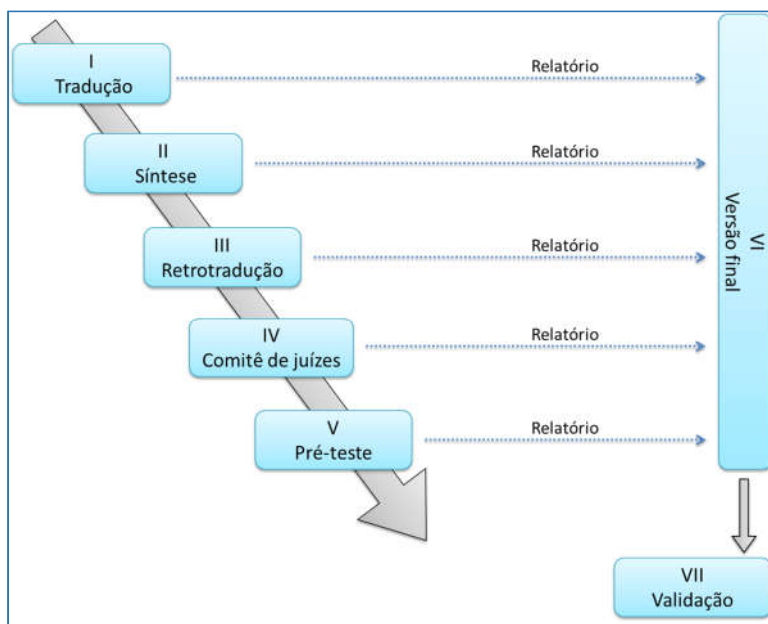 I
Tradução
Relatório
II
Síntese
Relatório
III
Retrotradução
Relatório
IV
Comitê de juízes
Relatório
V
Pré-teste
Relatório
VI
Versão final
VII
Validação